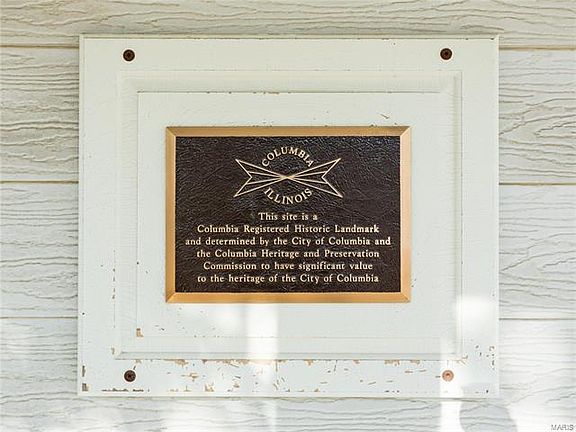 COLUMBIA
ILLINOIS
This site is a
Columbia Registered Historic Landmark
and determined by the City of Columbia and
the Columbia Heritage and Preservation
Commission to have significant value
to the heritage of the City of Columbia
MARIS